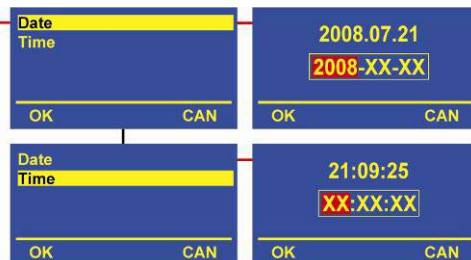 Date
Time
OK CAN
2008.07.21
2008-XX-XX
OK CAN
Date
Time
OK CAN
21:09:25
XX:XX:XX
OK CAN